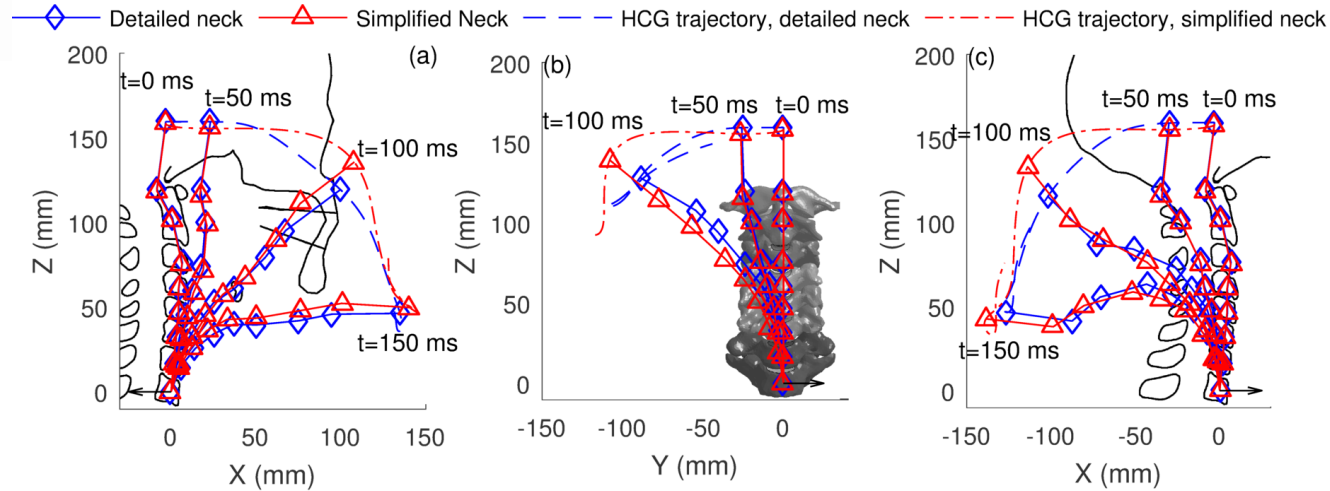 Detailed neck Simplified Neck HCG trajectory, detailed neck HCG trajectory, simplified neck
(a)
200
150
100
50
0
Z (mm)
t=0 ms
t=50 ms
t=100 ms
t=150 ms
0 50 100 150
X (mm)
(b)
200
150
100
50
0
Z (mm)
t=50 ms
t=0 ms
t=100 ms
-150 -100 -50 0
Y (mm)
(c)
200
150
100
50
0
Z (mm)
t=50 ms
t=0 ms
t=100 ms
t=150 ms
-150 -100 -50 0
X (mm)